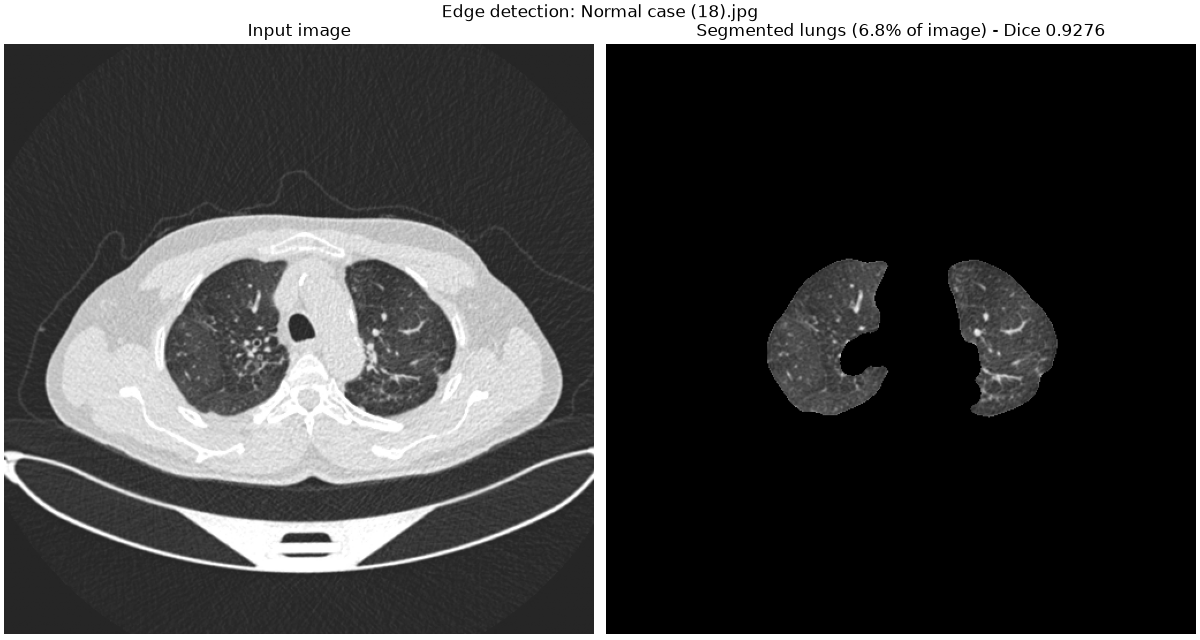 Edge detection: Normal case (18).jpg
Input image
Segmented lungs (6.8% of image) - Dice 0.9276